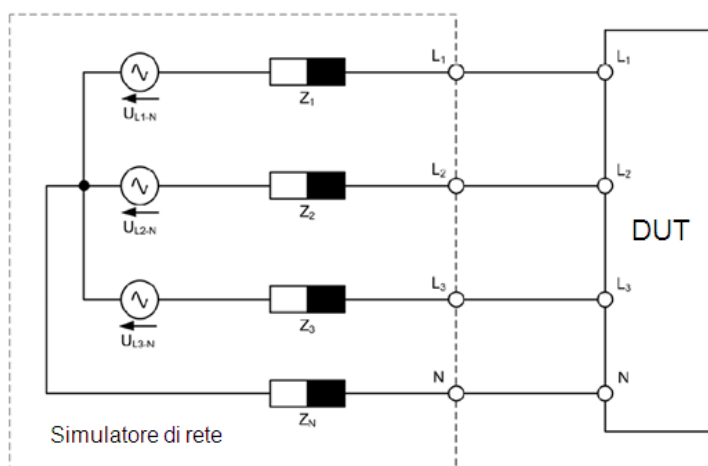 L1
L1
UL1-N
Z1
L2
L2
UL2-N
Z2
DUT
L3
L3
UL3-N
Z3
N
N
ZN
Simulatore di rete